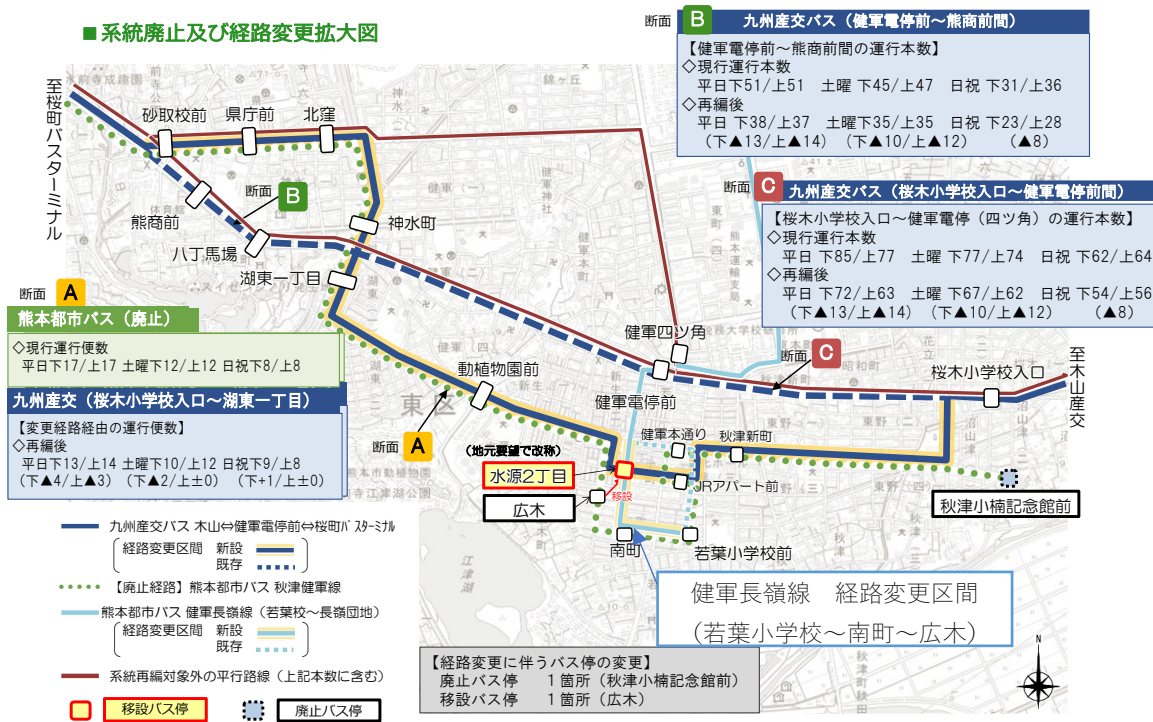 ■系統廃止及び経路変更拡大図
断面 B 九州産交バス（健軍電停前～熊商前間）
【健軍電停前～熊商前間の運行本数】
◇現行運行本数
平日下51/上51 土曜 下45/上47 日祝 下31/上36
◇再編後
平日 下38/上37 土曜下35/上35 日祝 下23/上28
（下▲13/上▲14）（下▲10/上▲12） （▲8）
断面 C 九州産交バス（桜木小学校入口～健軍電停前間）
【桜木小学校入口～健軍電停（四ツ角）の運行本数】
◇現行運行本数
平日 下85/上77 土曜 下77/上74 日祝 下62/上64
◇再編後
平日 下72/上63 土曜 下67/上62 日祝 下54/上56
（下▲13/上▲14）（下▲10/上▲12） （▲8）
至桜町バスターミナル
砂取校前
県庁前
北窪
熊商前
断面 B
八丁馬場
神水町
湖東一丁目
動植物園前
東区
健軍四ツ角
健軍電停前
断面 C
桜木小学校入口
至木山産交
健軍本通り
秋津新町
（地元要望で改称）
水源2丁目
移設
広木
JRアパート前
南町
若葉小学校前
秋津小楠記念館前
断面 A
断面 A
熊本都市バス（廃止）
◇現行運行便数
平日下17/上17 土曜下12/上12 日祝下8/上8
九州産交（桜木小学校入口～湖東一丁目）
【変更経路経由の運行便数】
◇再編後
平日下13/上14 土曜下10/上12 日祝下9/上8
（下▲4/上▲3）（下▲2/上±0）（下+1/上±0）
九州産交バス 木山⇔健軍電停前⇔桜町バスターミナル
経路変更区間 新設
既存
【廃止経路】熊本都市バス 秋津健軍線
熊本都市バス 健軍長嶺線（若葉校～長嶺団地）
経路変更区間 新設
既存
系統再編対象外の平行路線（上記本数に含む）
移設バス停
廃止バス停
健軍長嶺線 経路変更区間
（若葉小学校～南町～広木）
【経路変更に伴うバス停の変更】
廃止バス停 1箇所（秋津小楠記念館前）
移設バス停 1箇所（広木）
N